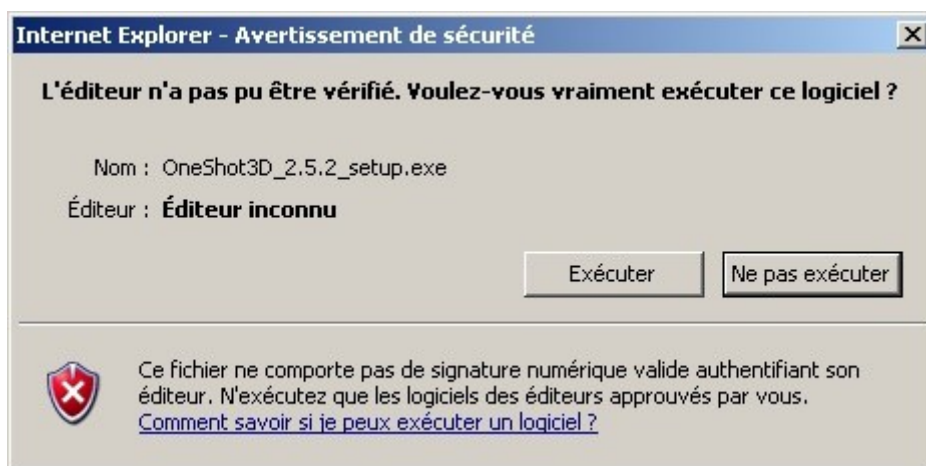 Internet Explorer - Avertissement de sécurité
L'éditeur n'a pas pu être vérifié. Voulez-vous vraiment exécuter ce logiciel ?
Nom : OneShot3D_2.5.2_setup.exe
Éditeur : Éditeur inconnu
Exécuter Ne pas exécuter
Ce fichier ne comporte pas de signature numérique valide authentifiant son
éditeur. N'exécutez que les logiciels des éditeurs approuvés par vous.
Comment savoir si je peux exécuter un logiciel ?